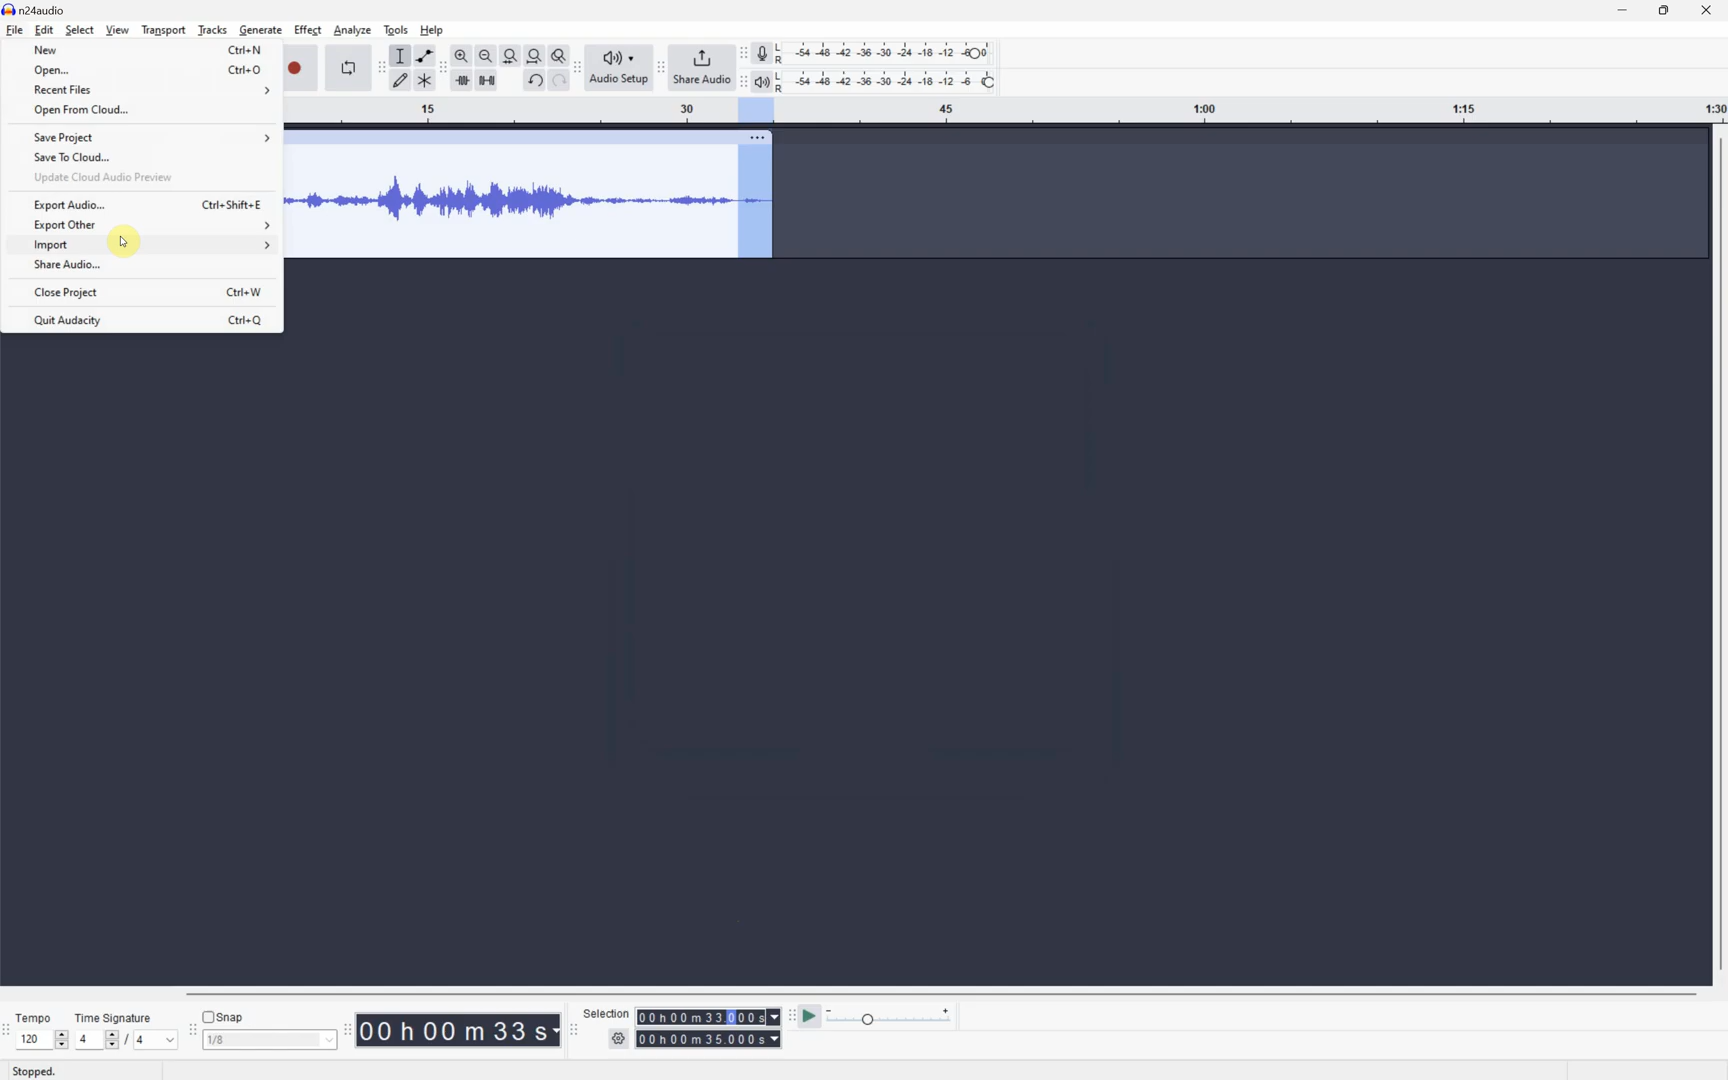 n24audio
File Edit Select View Transport Tracks Generate Effect Analyze Tools Help
New Ctrl+N
Open... Ctrl+O
Recent Files
Open From Cloud...
Save Project
Save To Cloud...
Update Cloud Audio Preview
Export Audio... Ctrl+Shift+E
Export Other
Import
Share Audio...
Close Project Ctrl+W
Quit Audacity Ctrl+Q
Audio Setup
Share Audio
L
R
-54 -48 -42 -36 -30 -24 -18 -12 -6 0
L
R
-54 -48 -42 -36 -30 -24 -18 -12 -6
15 30 45 1:00 1:15 1:30
Tempo
120
Time Signature
4 / 4
Snap
1/8
00 h 00 m 33 s
Selection
00 h 00 m 33.000 s
00 h 00 m 35.000 s
- +
Stopped.